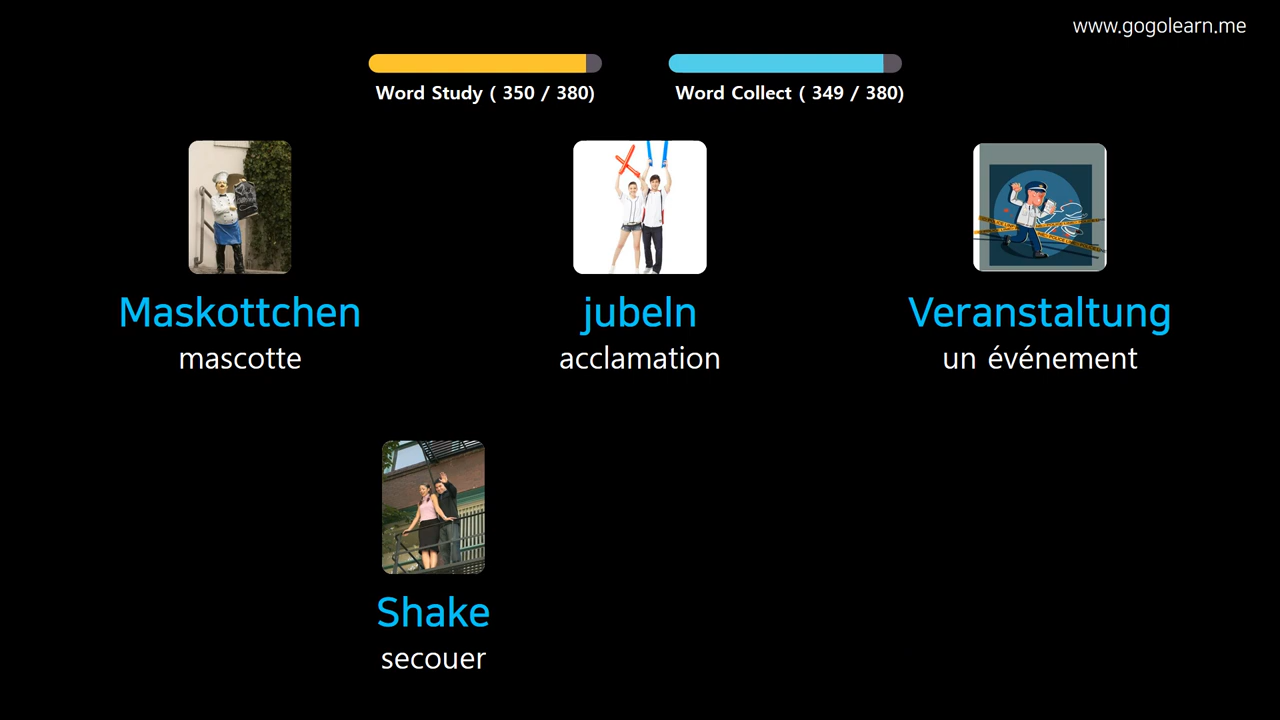 www.gogolearn.me
Word Study ( 350 / 380)
Word Collect ( 349 / 380)
Maskottchen
mascotte
jubeln
acclamation
Veranstaltung
un événement
Shake
secouer